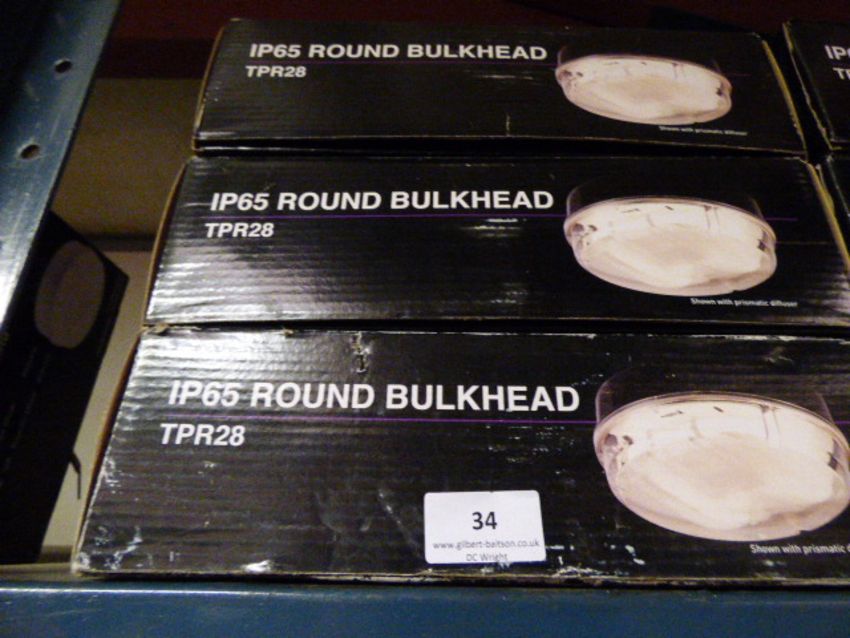 IP65 ROUND BULKHEAD
TPR28
Shown with prismatic diffuser
IP65 ROUND BULKHEAD
TPR28
Shown with prismatic diffuser
IP65 ROUND BULKHEAD
TPR28
Shown with prismatic
34
www.gilbert-baitson.co.uk
DC Wright